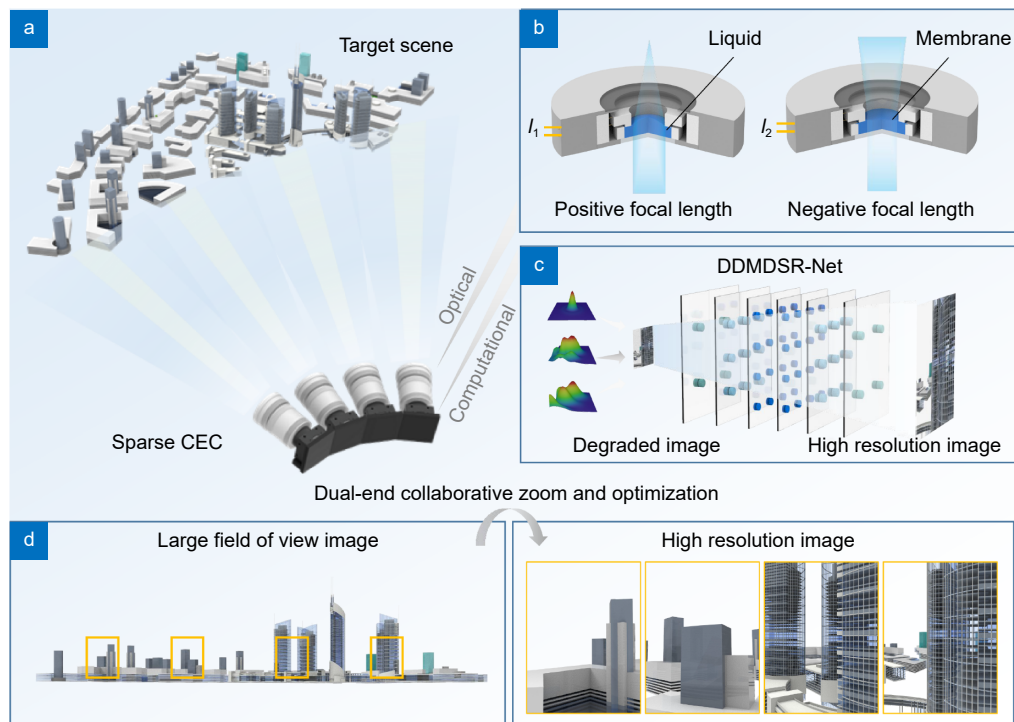 a
Target scene
Optical
Computational
Sparse CEC
b
Liquid
Membrane
I1
I2
Positive focal length
Negative focal length
c
DDMDSR-Net
Degraded image
High resolution image
Dual-end collaborative zoom and optimization
d
Large field of view image
High resolution image